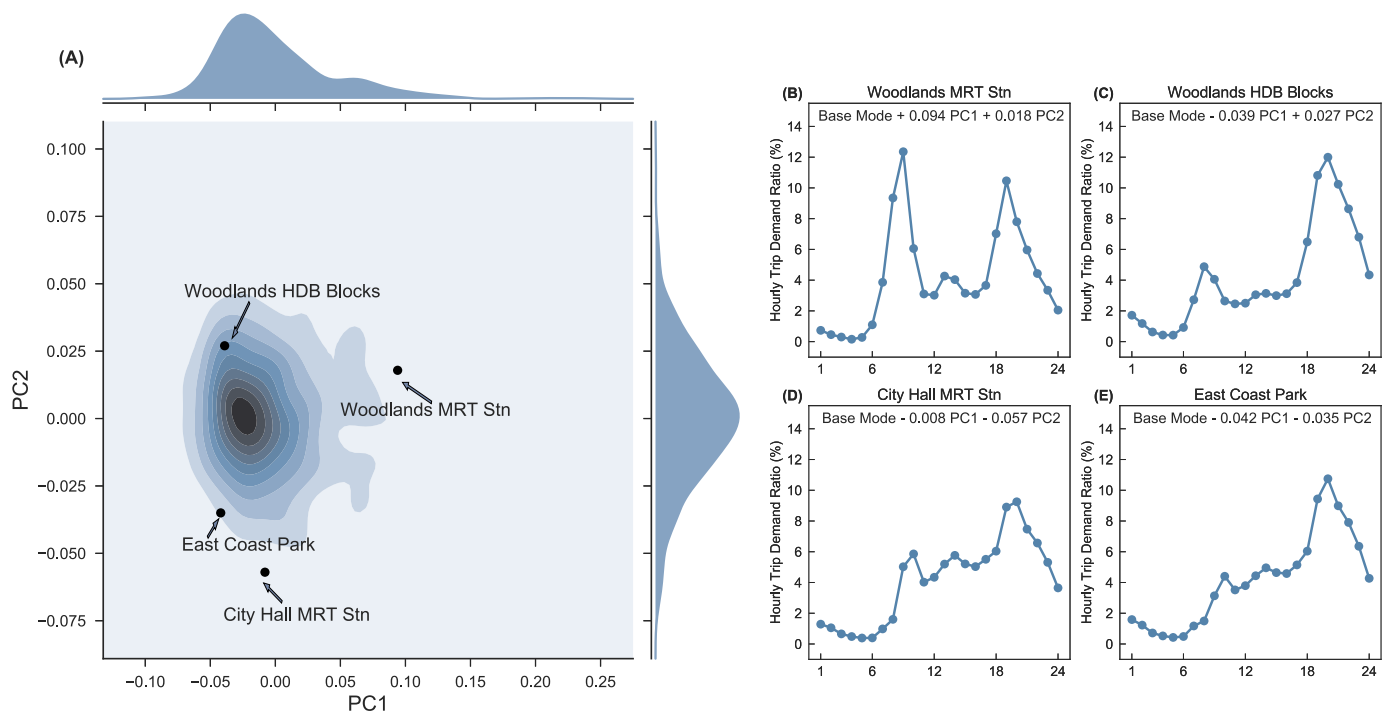 (A)
0.100
0.075
0.050
0.025
0.000
−0.025
−0.050
−0.075
PC2
Woodlands HDB Blocks
Woodlands MRT Stn
East Coast Park
City Hall MRT Stn
−0.10 −0.05 0.00 0.05 0.10 0.15 0.20 0.25
PC1
(B) Woodlands MRT Stn
Base Mode + 0.094 PC1 + 0.018 PC2
Hourly Trip Demand Ratio (%)
14
12
10
8
6
4
2
0
1 6 12 18 24
(C) Woodlands HDB Blocks
Base Mode - 0.039 PC1 + 0.027 PC2
Hourly Trip Demand Ratio (%)
14
12
10
8
6
4
2
0
1 6 12 18 24
(D) City Hall MRT Stn
Base Mode - 0.008 PC1 - 0.057 PC2
Hourly Trip Demand Ratio (%)
14
12
10
8
6
4
2
0
1 6 12 18 24
(E) East Coast Park
Base Mode - 0.042 PC1 - 0.035 PC2
Hourly Trip Demand Ratio (%)
14
12
10
8
6
4
2
0
1 6 12 18 24